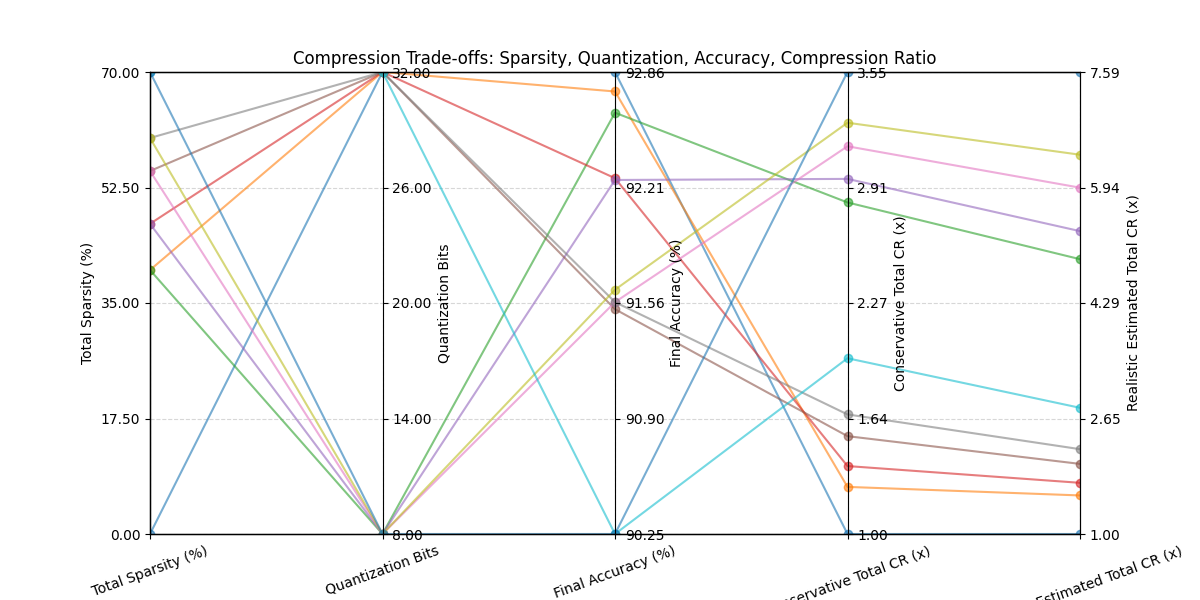 Compression Trade-offs: Sparsity, Quantization, Accuracy, Compression Ratio
70.00 32.00 92.86 3.55 7.59
52.50 26.00 92.21 2.91 5.94
35.00 20.00 91.56 2.27 4.29
17.50 14.00 90.90 1.64 2.65
0.00 8.00 90.25 1.00 1.00
Total Sparsity (%)
Quantization Bits
Final Accuracy (%)
Conservative Total CR (x)
Realistic Estimated Total CR (x)
Total Sparsity (%)
Quantization Bits
Final Accuracy (%)
servative Total CR (x)
Estimated Total CR (x)